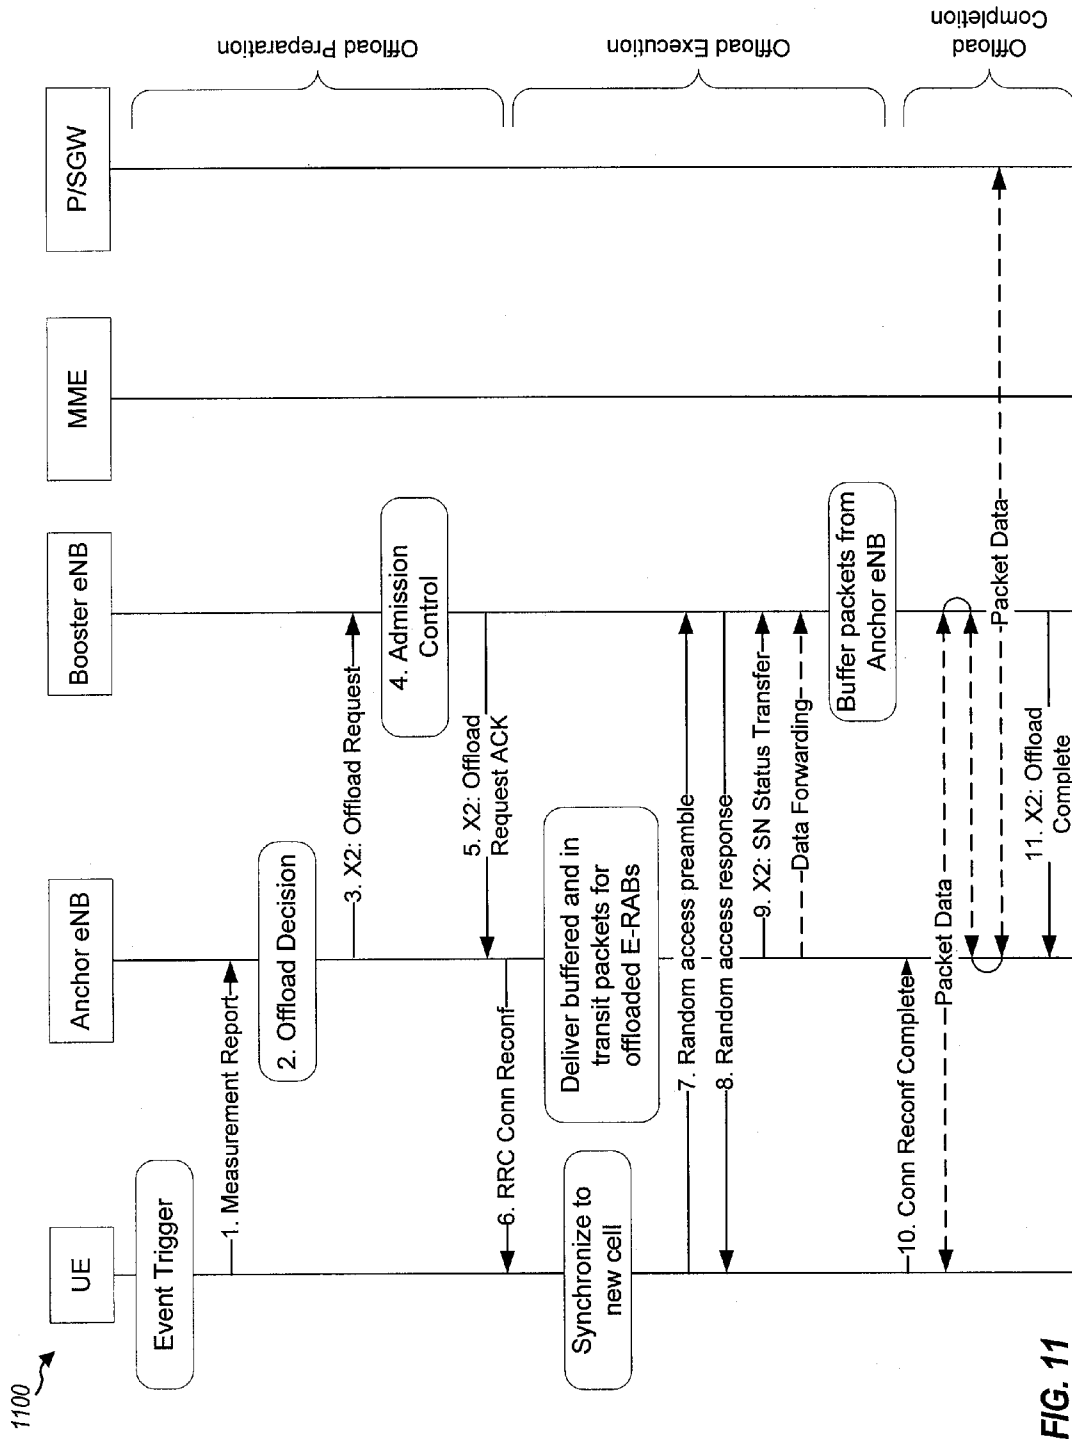 1100
UE
Anchor eNB
Booster eNB
MME
P/SGW
Event Trigger
1. Measurement Report
2. Offload Decision
3. X2: Offload Request
4. Admission
Control
5. X2: Offload
Request ACK
Offload Preparation
6. RRC Conn Reconf
Synchronize to
new cell
Deliver buffered and in
transit packets for
offloaded E-RABs
7. Random access preamble
8. Random access response
9. X2: SN Status Transfer
Data Forwarding
Buffer packets from
Anchor eNB
Offload Execution
10. Conn Reconf Complete
Packet Data
Packet Data
11. X2: Offload
Complete
Offload
Completion
FIG. 11